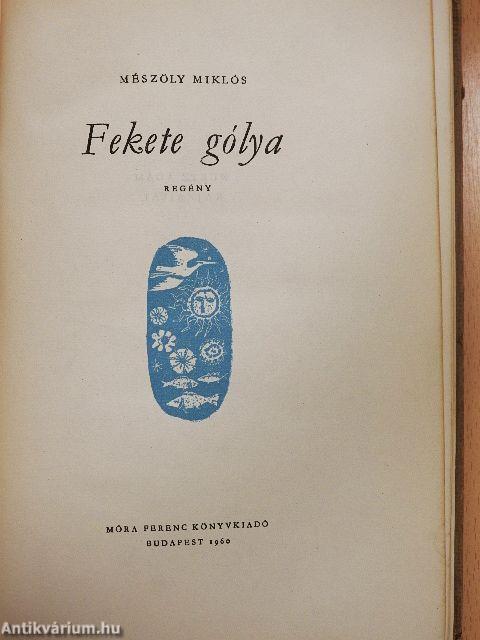 MÉSZÖLY MIKLÓS
Fekete gólya
REGÉNY
MÓRA FERENC KÖNYVKIADÓ
BUDAPEST 1960
Antikvárium.hu